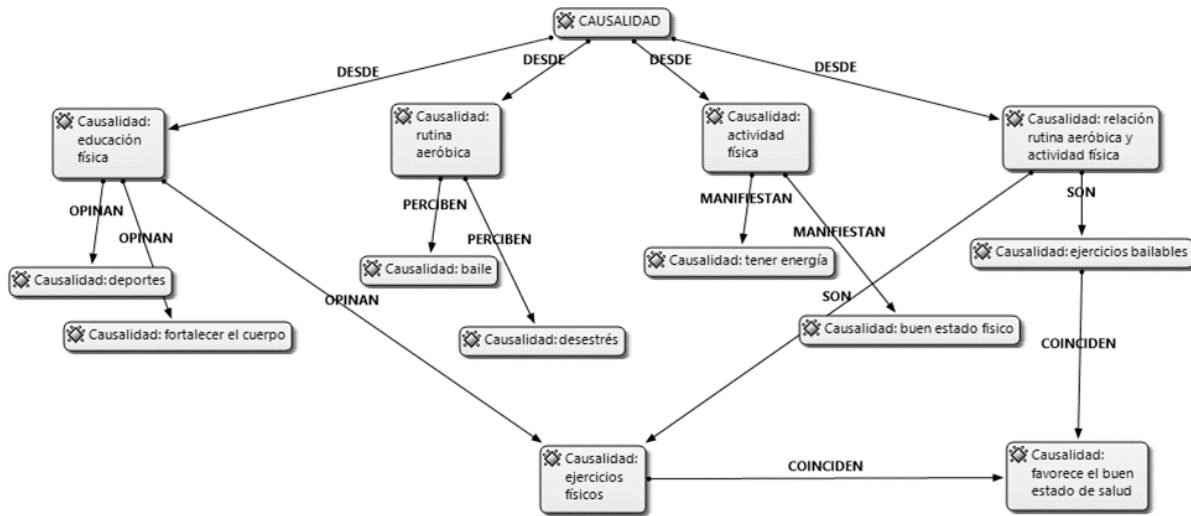 CAUSALIDAD
DESDE
DESDE
DESDE
DESDE
Causalidad:
educación
física
Causalidad:
rutina
aeróbica
Causalidad:
actividad
física
Causalidad: relación
rutina aeróbica y
actividad física
OPINAN
OPINAN
OPINAN
PERCIBEN
PERCIBEN
MANIFIESTAN
MANIFIESTAN
SON
SON
Causalidad: deportes
Causalidad: fortalecer el cuerpo
Causalidad: baile
Causalidad: desestrés
Causalidad: tener energía
Causalidad: buen estado físico
Causalidad: ejercicios bailables
COINCIDEN
Causalidad:
ejercicios
físicos
COINCIDEN
Causalidad:
favorece el buen
estado de salud